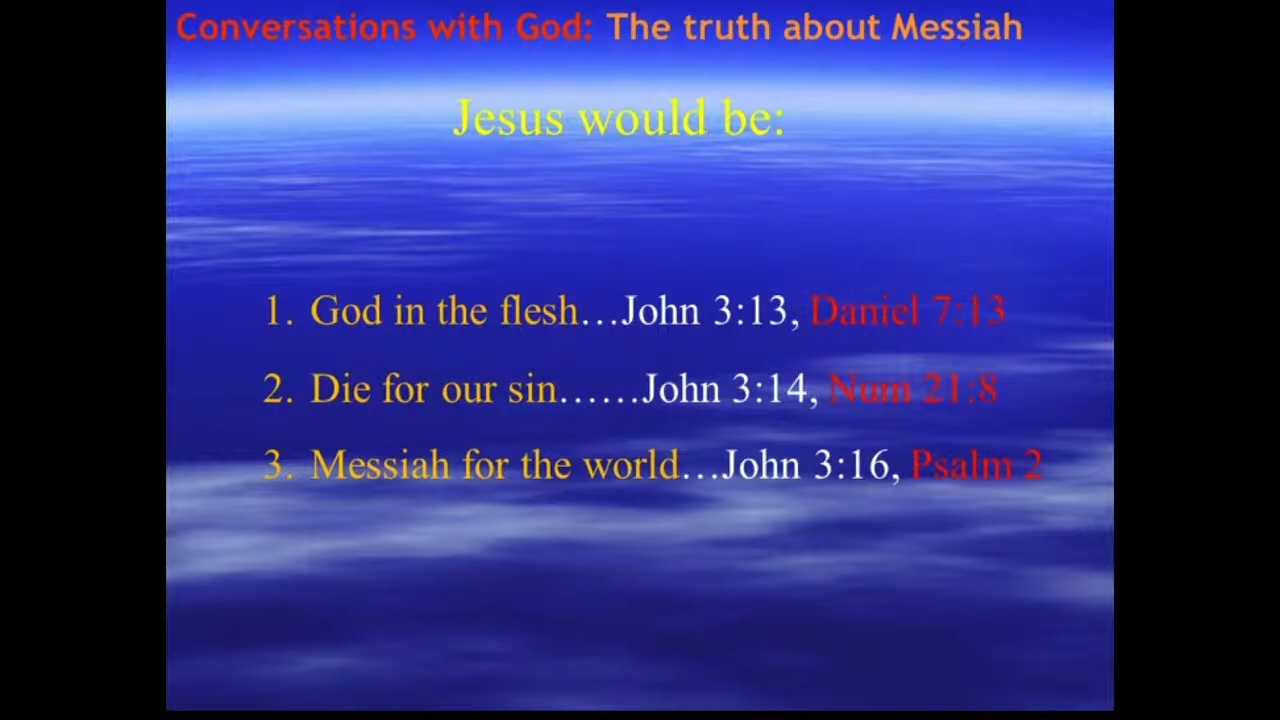 Conversations with God: The truth about Messiah
Jesus would be:
1. God in the flesh…John 3:13, Daniel 7:13
2. Die for our sin……John 3:14, Num 21:8
3. Messiah for the world…John 3:16, Psalm 2